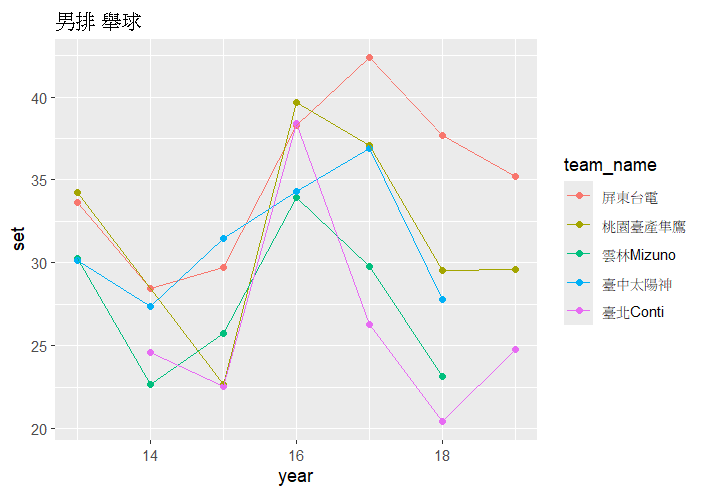 男排 舉球
40
35
30
25
20
set
14
16
18
year
team_name
屏東台電
桃園臺產隼鷹
雲林Mizuno
臺中太陽神
臺北Conti